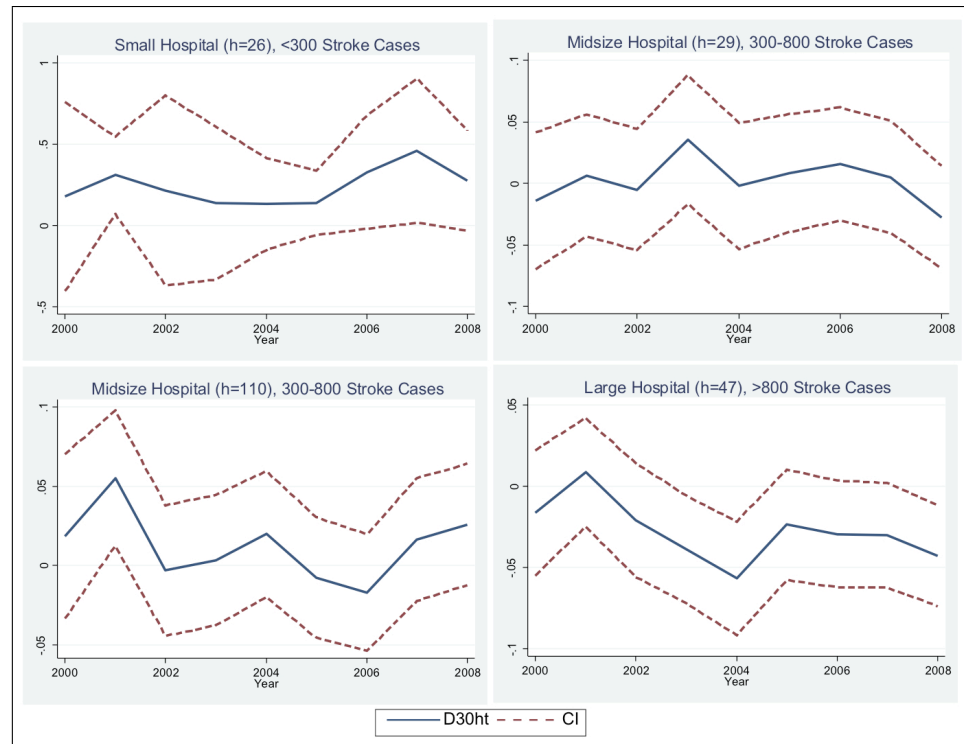 Small Hospital (h=26), <300 Stroke Cases
1
.5
0
-.5
2000 2002 2004 2006 2008
Year
Midsize Hospital (h=29), 300-800 Stroke Cases
.1
.05
0
-.05
-.1
2000 2002 2004 2006 2008
Year
Midsize Hospital (h=110), 300-800 Stroke Cases
.1
.05
0
-.05
2000 2002 2004 2006 2008
Year
Large Hospital (h=47), >800 Stroke Cases
.05
0
-.05
-.1
2000 2002 2004 2006 2008
Year
D30ht CI